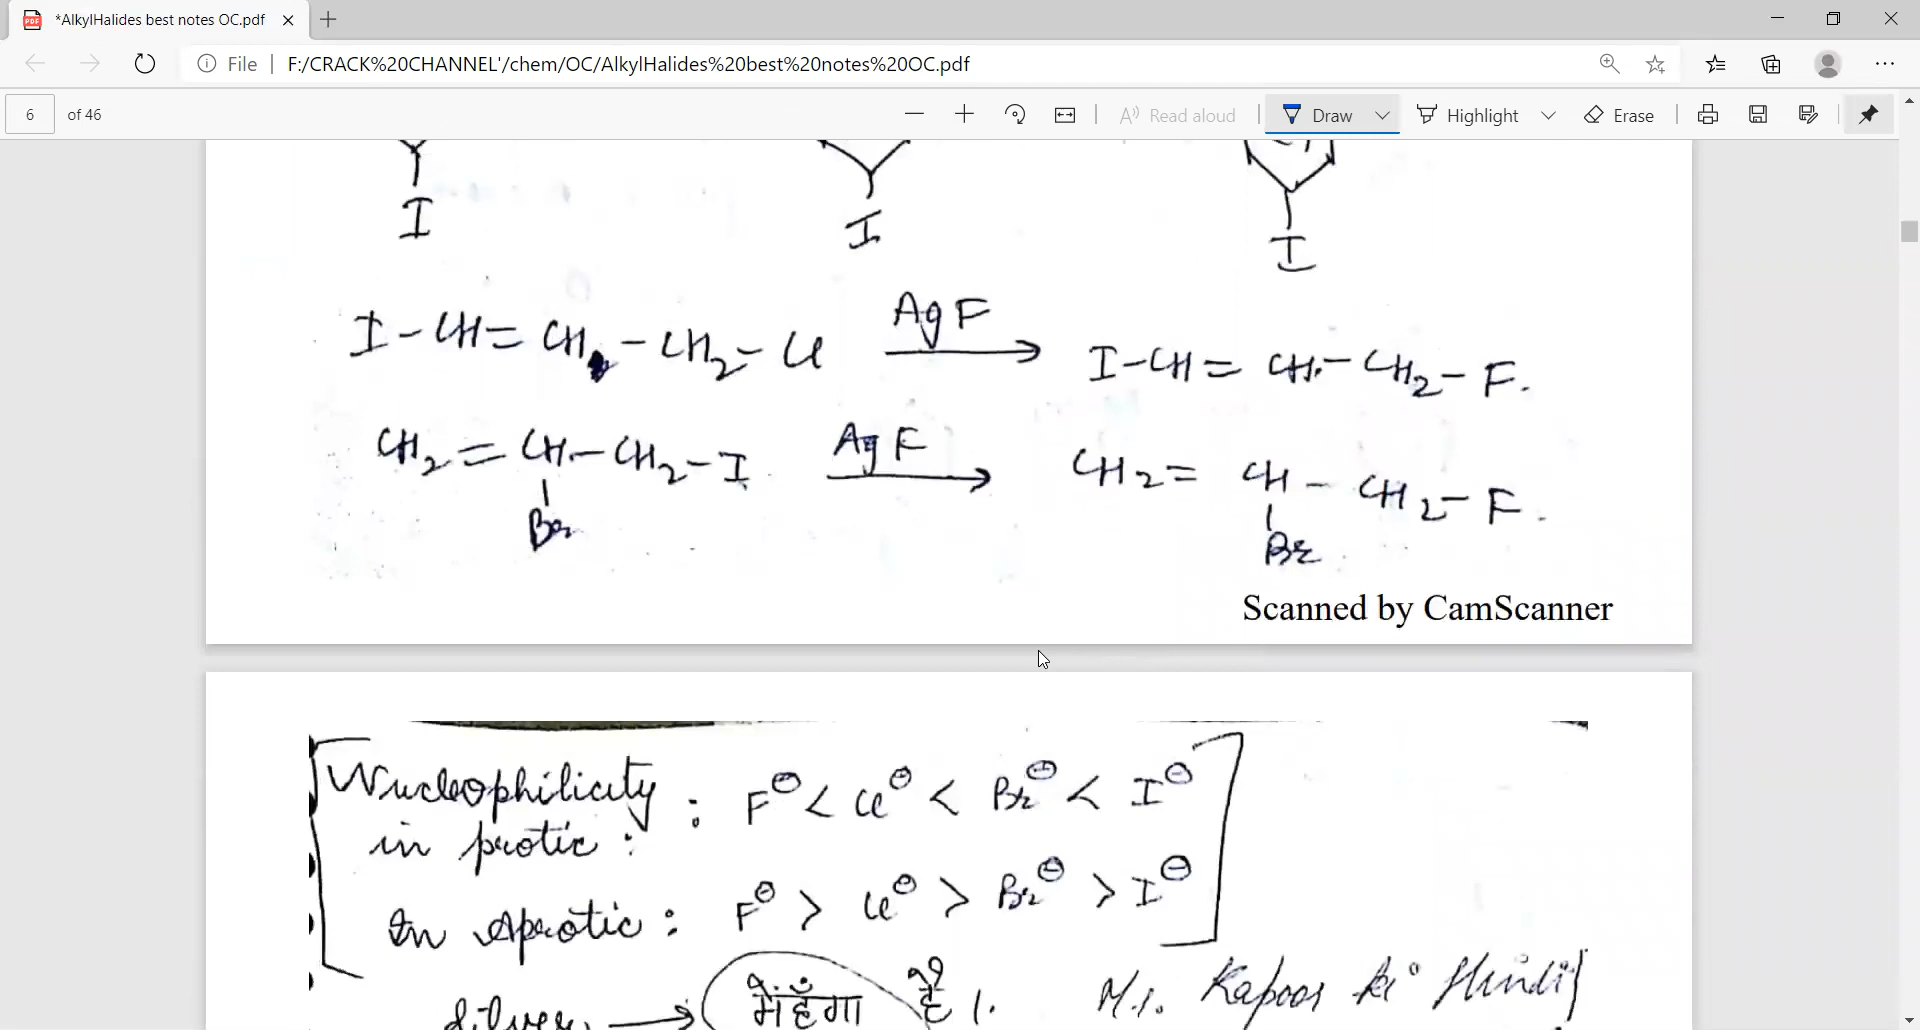 *AlkylHalides best notes OC.pdf
File F:/CRACK%20CHANNEL'/chem/OC/AlkylHalides%20best%20notes%20OC.pdf
6 of 46 Read aloud Draw Highlight Erase
I I I
I-CH=CH-CH2-Cl AgF I-CH=CH-CH2-F.
CH2=CH-CH2-I AgF CH2=CH-CH2-F.
Br Br
Scanned by CamScanner
Nucleophilicity : F⊖ < Cl⊖ < Br⊖ < I⊖
in protic :
In Aprotic : F⊖ > Cl⊖ > Br⊖ > I⊖
Silver → महँगा है। Kapoor ki Hindi